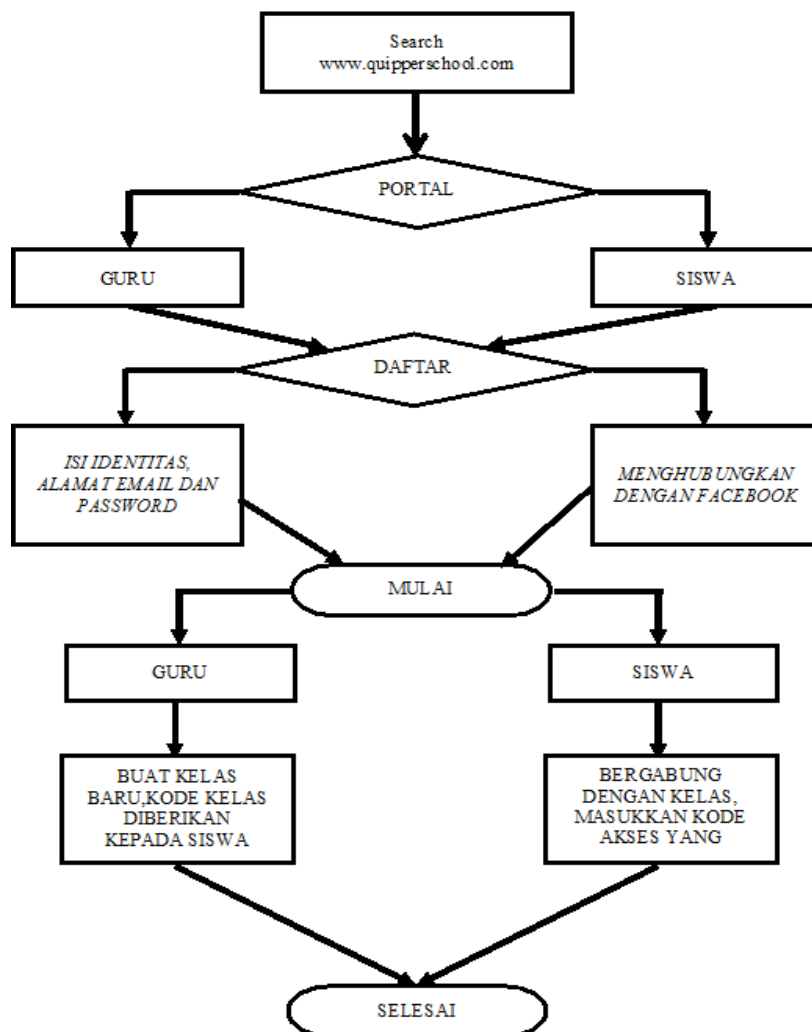 Search
www.quipperschool.com
PORTAL
GURU
SISWA
DAFTAR
ISI IDENTITAS,
ALAMAT EMAIL DAN
PASSWORD
MENGHUBUNGKAN
DENGAN FACEBOOK
MULAI
GURU
SISWA
BUAT KELAS
BARU,KODE KELAS
DIBERIKAN
KEPADA SISWA
BERGABUNG
DENGAN KELAS,
MASUKKAN KODE
AKSES YANG
SELESAI